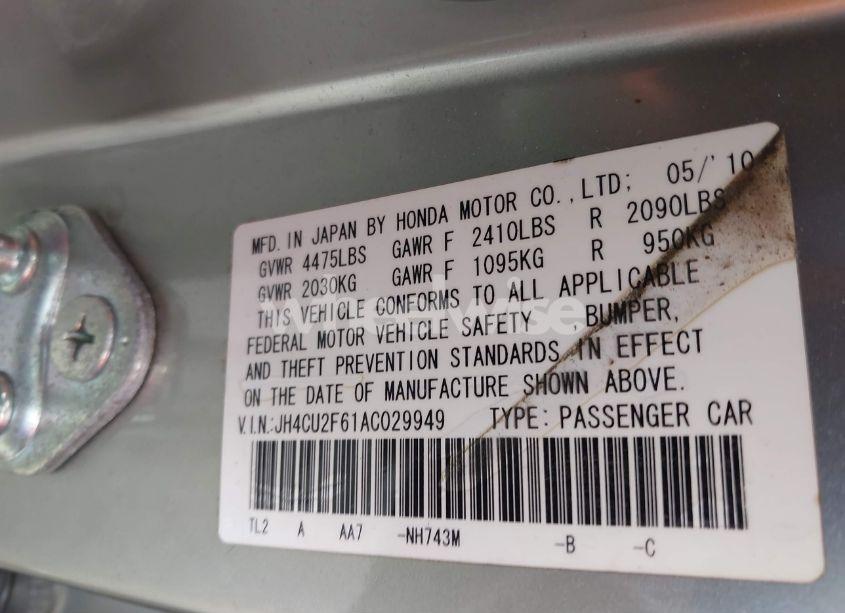 MFD. IN JAPAN BY HONDA MOTOR CO., LTD; 05/'10
GVWR 4475LBS GAWR F 2410LBS R 2090LBS
GVWR 2030KG GAWR F 1095KG R 950KG
THIS VEHICLE CONFORMS TO ALL APPLICABLE
FEDERAL MOTOR VEHICLE SAFETY , BUMPER,
AND THEFT PREVENTION STANDARDS IN EFFECT
ON THE DATE OF MANUFACTURE SHOWN ABOVE.
V.I.N.:JH4CU2F61AC029949 TYPE: PASSENGER CAR
TL2 A AA7 -NH743M -B -C